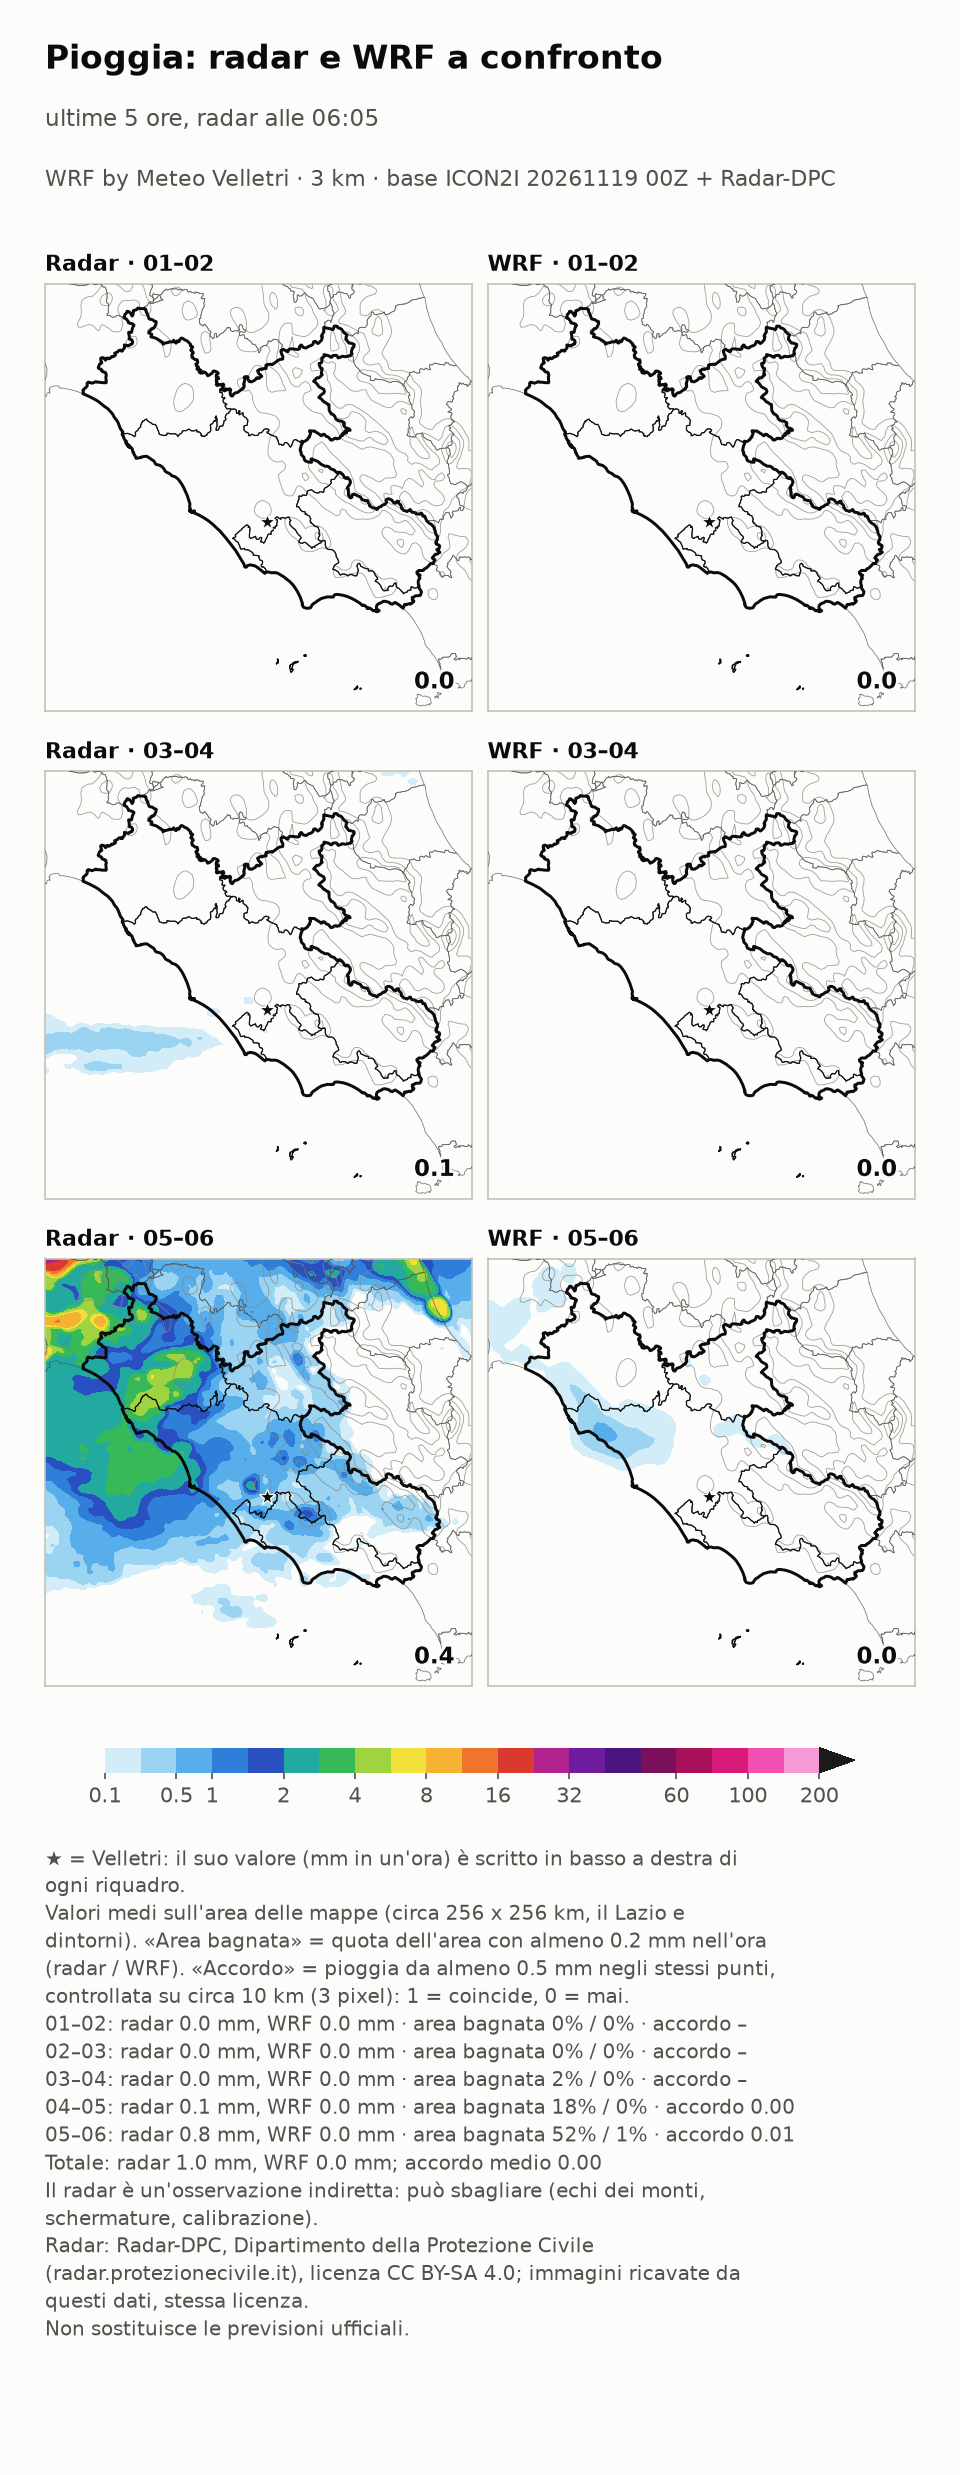 Pioggia: radar e WRF a confronto
ultime 5 ore, radar alle 06:05
WRF by Meteo Velletri · 3 km · base ICON2I 20261119 00Z + Radar-DPC
Radar · 01–02
WRF · 01–02
0.0
0.0
Radar · 03–04
WRF · 03–04
0.1
0.0
Radar · 05–06
WRF · 05–06
0.4
0.0
0.1 0.5 1 2 4 8 16 32 60 100 200
★ = Velletri: il suo valore (mm in un'ora) è scritto in basso a destra di
ogni riquadro.
Valori medi sull'area delle mappe (circa 256 x 256 km, il Lazio e
dintorni). «Area bagnata» = quota dell'area con almeno 0.2 mm nell'ora
(radar / WRF). «Accordo» = pioggia da almeno 0.5 mm negli stessi punti,
controllata su circa 10 km (3 pixel): 1 = coincide, 0 = mai.
01–02: radar 0.0 mm, WRF 0.0 mm · area bagnata 0% / 0% · accordo –
02–03: radar 0.0 mm, WRF 0.0 mm · area bagnata 0% / 0% · accordo –
03–04: radar 0.0 mm, WRF 0.0 mm · area bagnata 2% / 0% · accordo –
04–05: radar 0.1 mm, WRF 0.0 mm · area bagnata 18% / 0% · accordo 0.00
05–06: radar 0.8 mm, WRF 0.0 mm · area bagnata 52% / 1% · accordo 0.01
Totale: radar 1.0 mm, WRF 0.0 mm; accordo medio 0.00
Il radar è un'osservazione indiretta: può sbagliare (echi dei monti,
schermature, calibrazione).
Radar: Radar-DPC, Dipartimento della Protezione Civile
(radar.protezionecivile.it), licenza CC BY-SA 4.0; immagini ricavate da
questi dati, stessa licenza.
Non sostituisce le previsioni ufficiali.